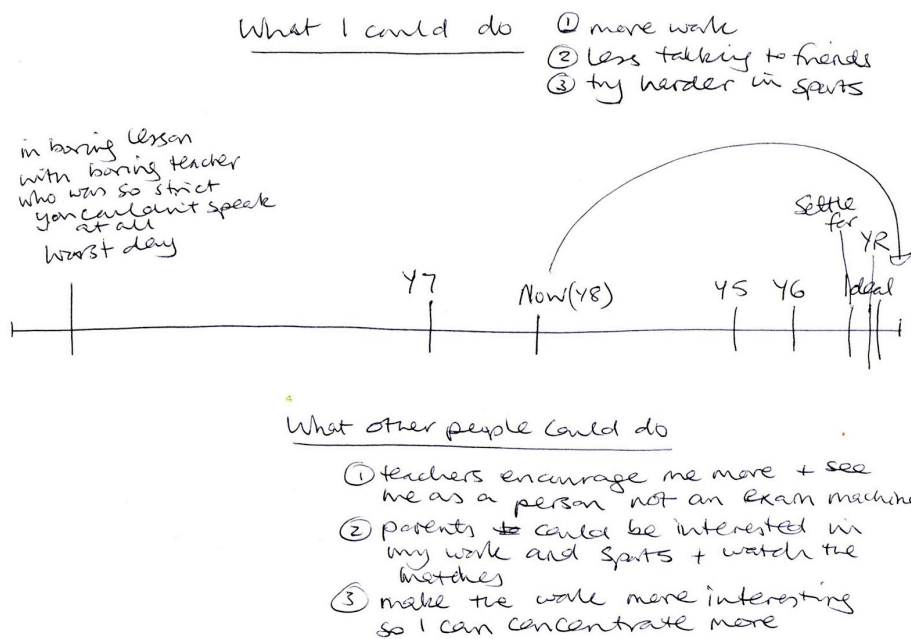 What I could do
① more work
② less talking to friends
③ try harder in sports
in boring lesson
with boring teacher
who was so strict
you couldn't speak
at all
worst day
Y7
Now (Y8)
Y5
Y6
Settle
for
Ideal
YR
What other people could do
① teachers encourage me more + see
me as a person not an exam machine
② parents could be interested in
my work and sports + watch the
matches
③ make the work more interesting
so I can concentrate more